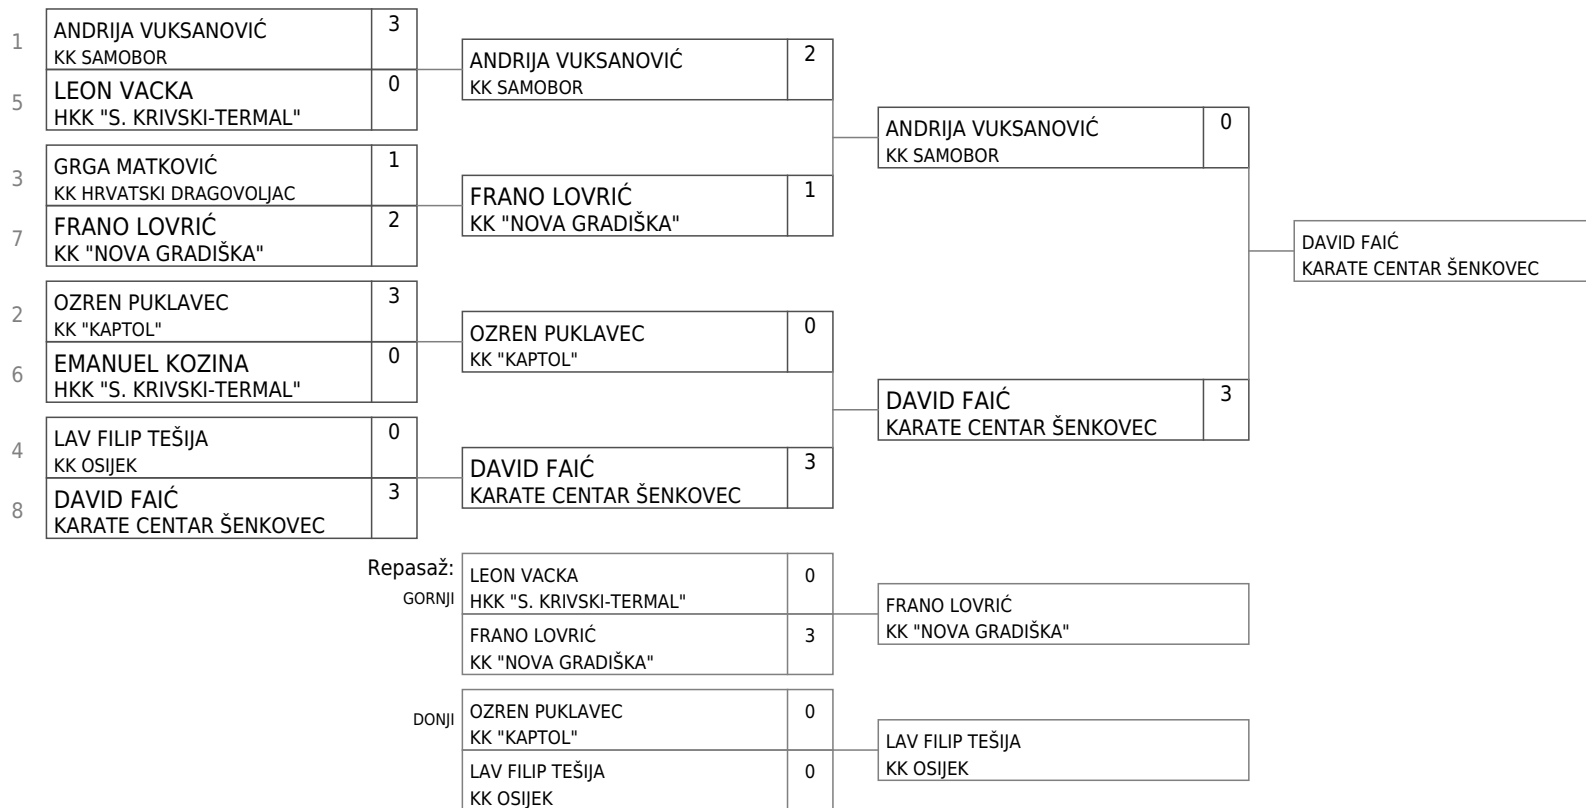 1
ANDRIJA VUKSANOVIĆ
KK SAMOBOR
3
5
LEON VACKA
HKK "S. KRIVSKI-TERMAL"
0
3
GRGA MATKOVIĆ
KK HRVATSKI DRAGOVOLJAC
1
7
FRANO LOVRIĆ
KK "NOVA GRADIŠKA"
2
2
OZREN PUKLAVEC
KK "KAPTOL"
3
6
EMANUEL KOZINA
HKK "S. KRIVSKI-TERMAL"
0
4
LAV FILIP TEŠIJA
KK OSIJEK
0
8
DAVID FAIĆ
KARATE CENTAR ŠENKOVEC
3
ANDRIJA VUKSANOVIĆ
KK SAMOBOR
2
FRANO LOVRIĆ
KK "NOVA GRADIŠKA"
1
OZREN PUKLAVEC
KK "KAPTOL"
0
DAVID FAIĆ
KARATE CENTAR ŠENKOVEC
3
ANDRIJA VUKSANOVIĆ
KK SAMOBOR
0
DAVID FAIĆ
KARATE CENTAR ŠENKOVEC
3
DAVID FAIĆ
KARATE CENTAR ŠENKOVEC
Repasaž:
GORNJI
LEON VACKA
HKK "S. KRIVSKI-TERMAL"
0
FRANO LOVRIĆ
KK "NOVA GRADIŠKA"
3
FRANO LOVRIĆ
KK "NOVA GRADIŠKA"
DONJI
OZREN PUKLAVEC
KK "KAPTOL"
0
LAV FILIP TEŠIJA
KK OSIJEK
0
LAV FILIP TEŠIJA
KK OSIJEK